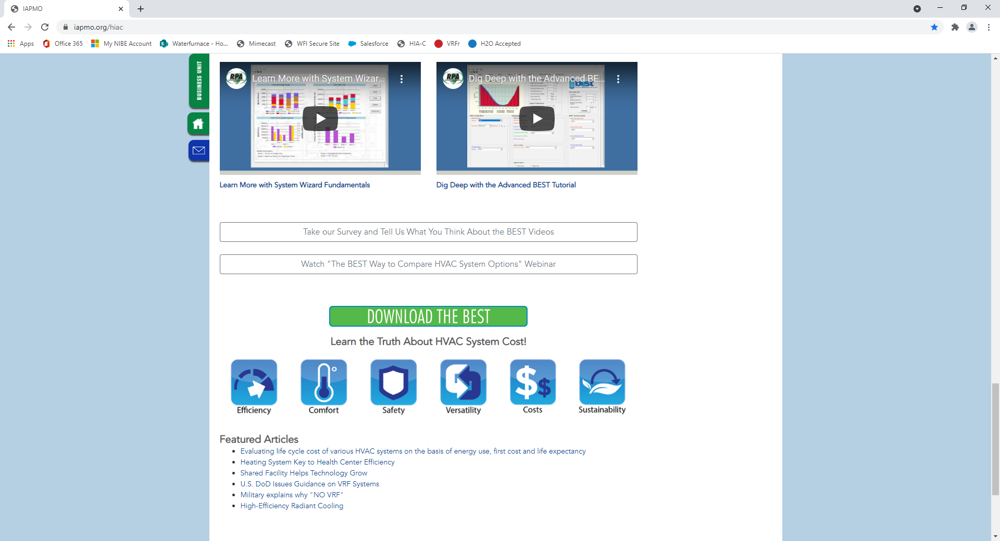 IAPMO
iapmo.org/hiac
Apps
Office 365
My NIBE Account
Waterfurnace - Ho...
Mimecast
WFI Secure Site
Salesforce
HIA-C
VRFr
H2O Accepted
BUSINESS UNIT
RPA
Learn More with System Wizar...
RPA
Dig Deep with the Advanced BE...
best
Learn More with System Wizard Fundamentals
Dig Deep with the Advanced BEST Tutorial
Take our Survey and Tell Us What You Think About the BEST Videos
Watch "The BEST Way to Compare HVAC System Options" Webinar
DOWNLOAD THE BEST
Learn the Truth About HVAC System Cost!
Efficiency
Comfort
Safety
Versatility
$$
Costs
Sustainability
Featured Articles
• Evaluating life cycle cost of various HVAC systems on the basis of energy use, first cost and life expectancy
• Heating System Key to Health Center Efficiency
• Shared Facility Helps Technology Grow
• U.S. DoD Issues Guidance on VRF Systems
• Military explains why “NO VRF"
• High-Efficiency Radiant Cooling